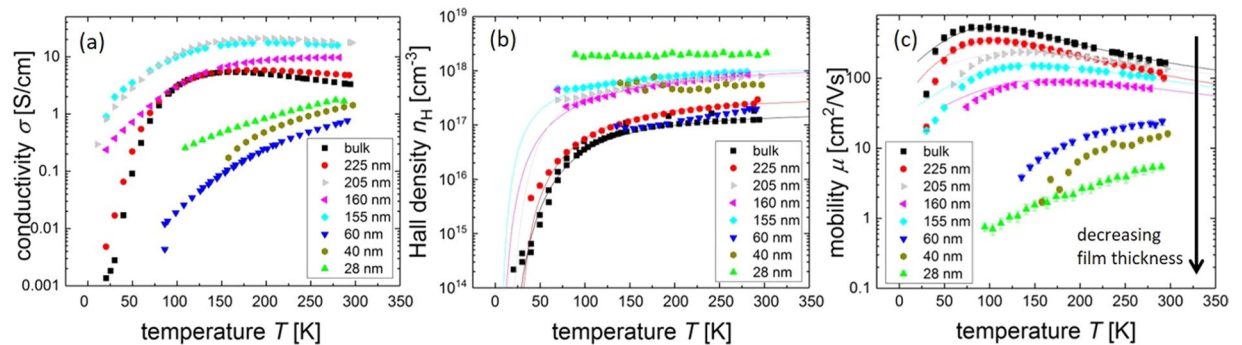 (a)
conductivity σ [S/cm]
10
1
0.1
0.01
0.001
bulk
225 nm
205 nm
160 nm
155 nm
60 nm
40 nm
28 nm
0 50 100 150 200 250 300 350
temperature T [K]
(b)
Hall density nH [cm-3]
10^19
10^18
10^17
10^16
10^15
10^14
bulk
225 nm
205 nm
160 nm
155 nm
60 nm
40 nm
28 nm
0 50 100 150 200 250 300 350
temperature T [K]
(c)
mobility μ [cm²/Vs]
100
10
1
0.1
bulk
225 nm
205 nm
160 nm
155 nm
60 nm
40 nm
28 nm
decreasing
film thickness
0 50 100 150 200 250 300 350
temperature T [K]